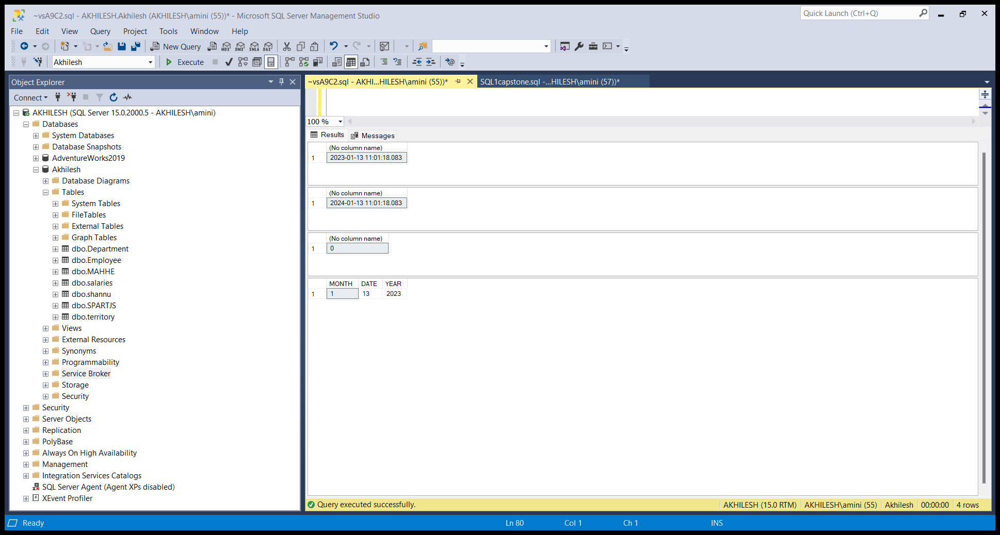 ~vsA9C2.sql - AKHILESH.Akhilesh (AKHILESH\amini (55))* - Microsoft SQL Server Management Studio
Quick Launch (Ctrl+Q)
File Edit View Query Project Tools Window Help
New Query MDX DMX XMLA DAX
Akhilesh Execute
Object Explorer
Connect
AKHILESH (SQL Server 15.0.2000.5 - AKHILESH\amini)
Databases
System Databases
Database Snapshots
AdventureWorks2019
Akhilesh
Database Diagrams
Tables
System Tables
FileTables
External Tables
Graph Tables
dbo.Department
dbo.Employee
dbo.MAHHE
dbo.salaries
dbo.shannu
dbo.SPARTJS
dbo.territory
Views
External Resources
Synonyms
Programmability
Service Broker
Storage
Security
Security
Server Objects
Replication
PolyBase
Always On High Availability
Management
Integration Services Catalogs
SQL Server Agent (Agent XPs disabled)
XEvent Profiler
~vsA9C2.sql - AKHI...HILESH\amini (55))* SQL1capstone.sql -...HILESH\amini (57))*
100 %
Results Messages
(No column name)
1 2023-01-13 11:01:18.083
(No column name)
1 2024-01-13 11:01:18.083
(No column name)
1 0
MONTH DATE YEAR
1 1 13 2023
Query executed successfully. AKHILESH (15.0 RTM) AKHILESH\amini (55) Akhilesh 00:00:00 4 rows
Ready Ln 80 Col 1 Ch 1 INS